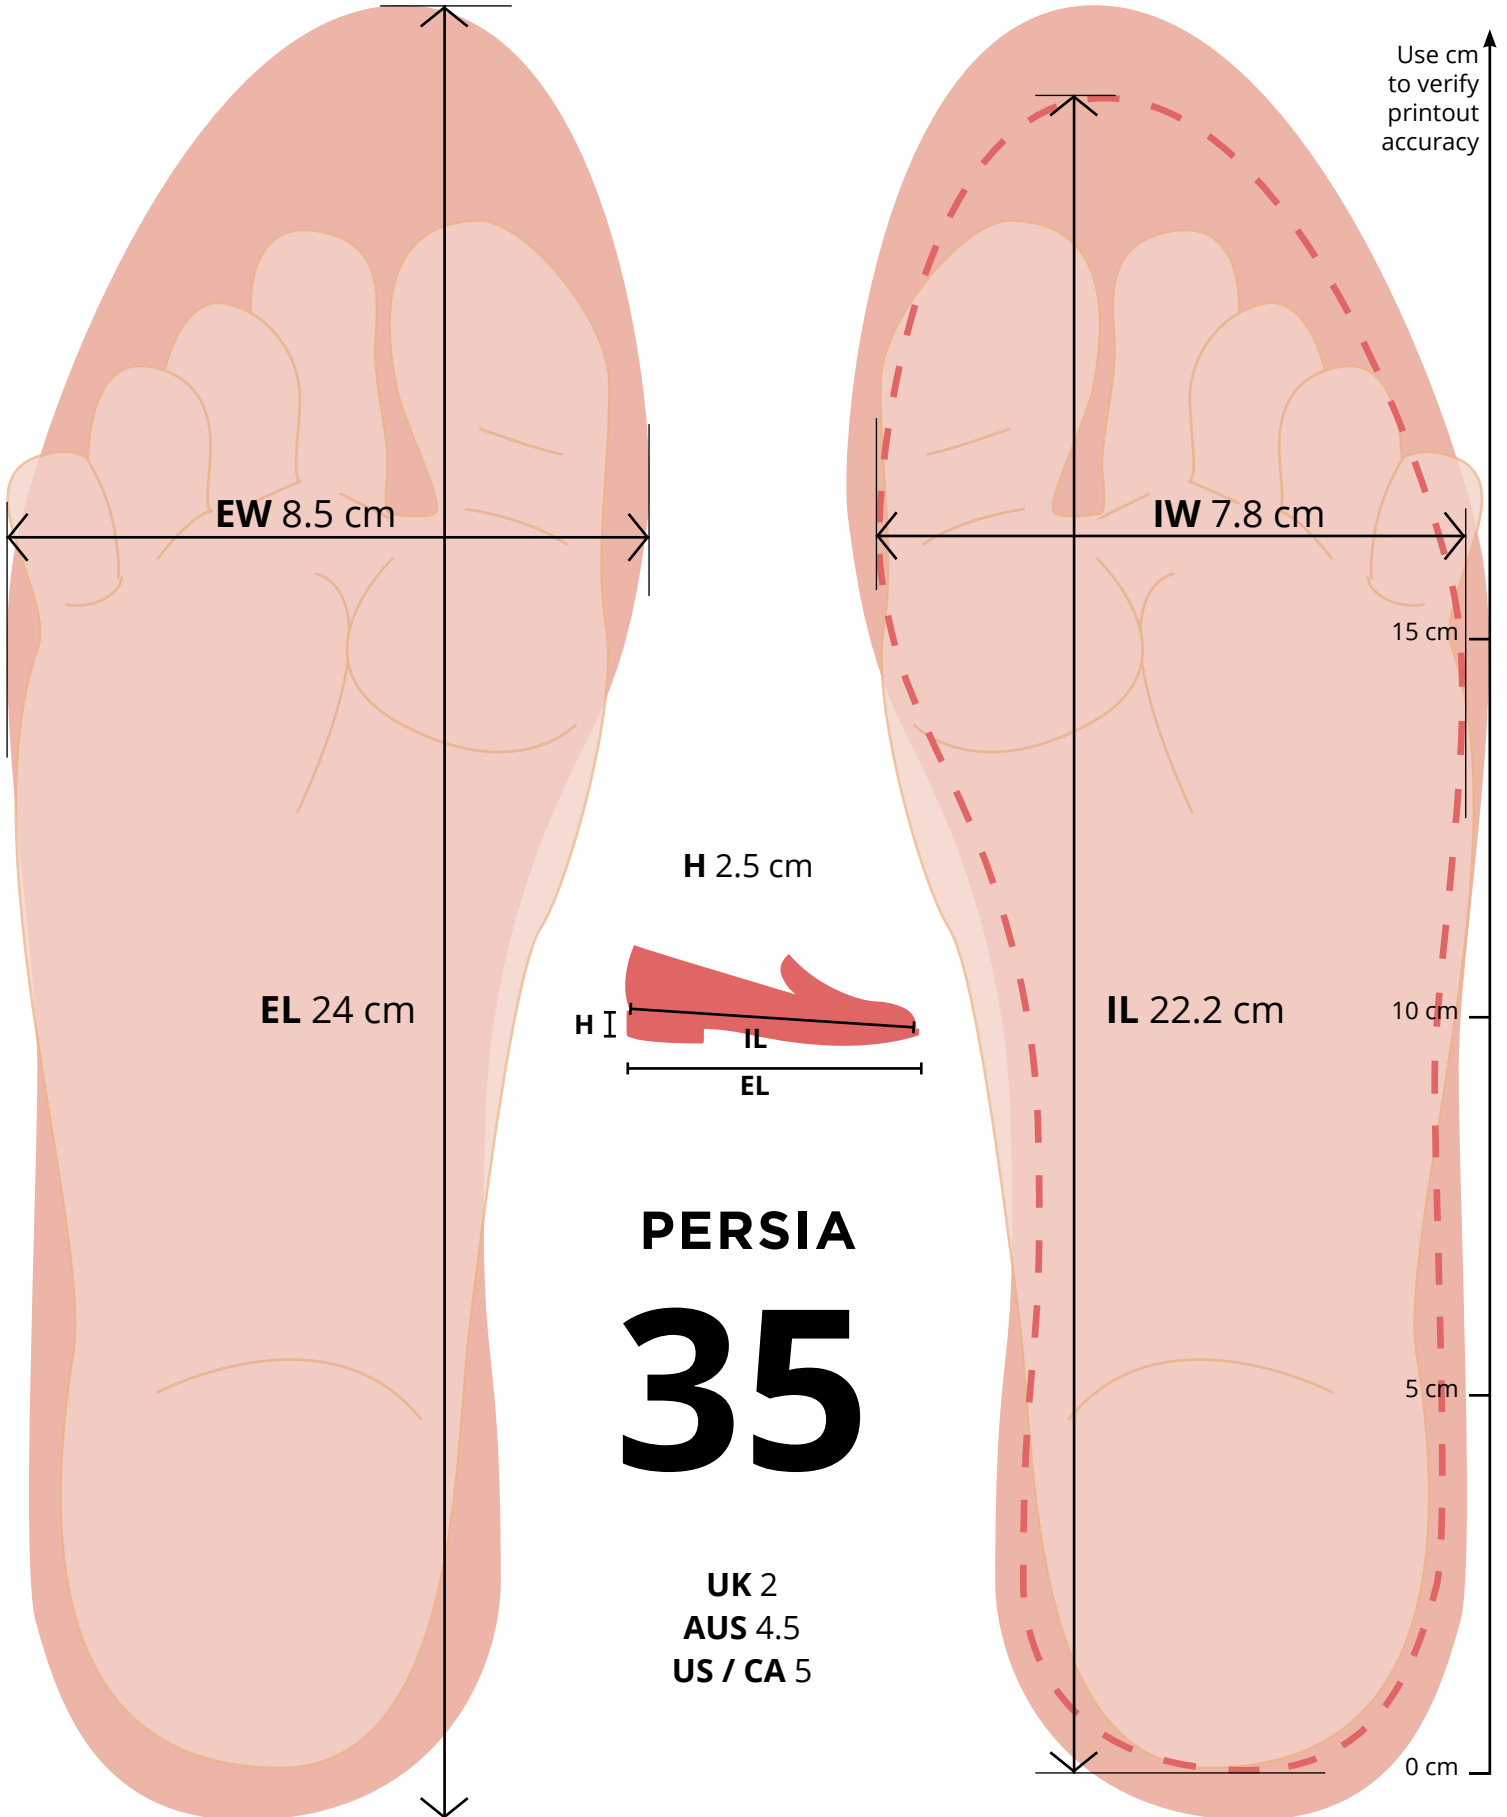 Use cm
to verify
printout
accuracy
EW 8.5 cm
IW 7.8 cm
15 cm
H 2.5 cm
EL 24 cm
IL 22.2 cm
10 cm
H
IL
EL
PERSIA
35
5 cm
UK 2
AUS 4.5
US / CA 5
0 cm